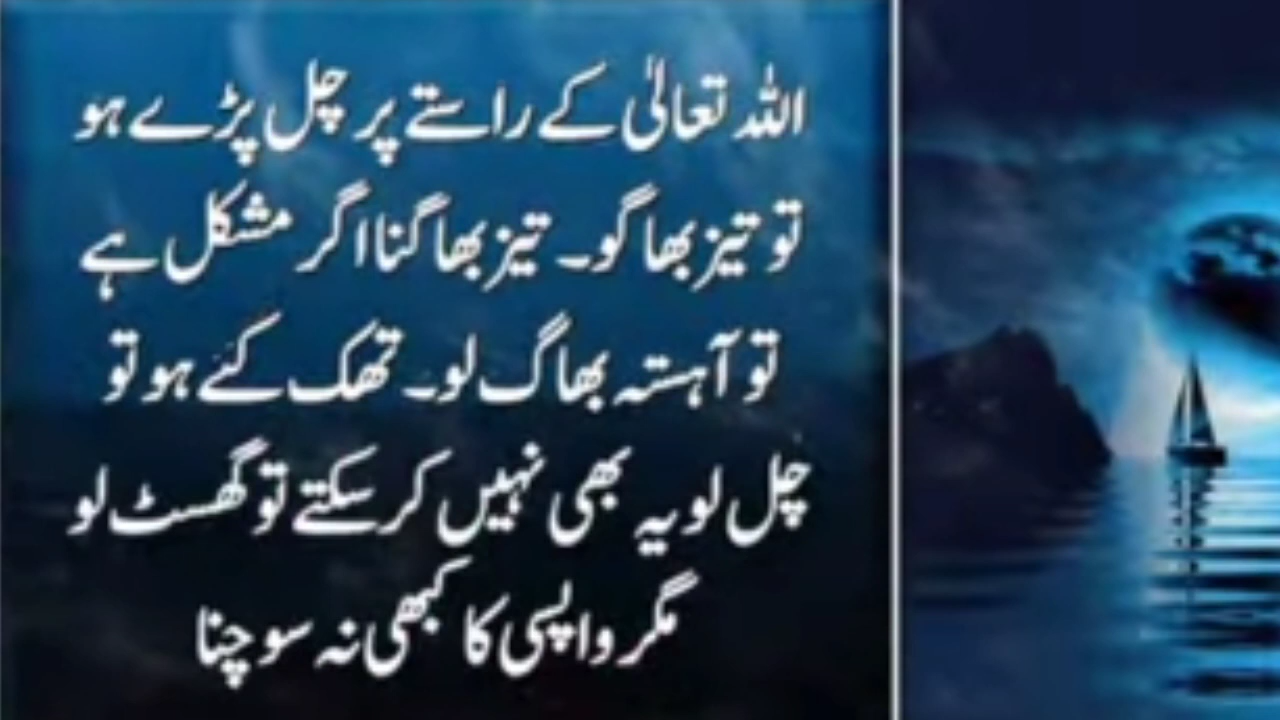 اللہ تعالیٰ کے راستے پر چل پڑے ہو
تو تیز بھاگو۔ تیز بھاگنا اگر مشکل ہے
تو آہستہ بھاگ لو۔ تھک گئے ہو تو
چل لو یہ بھی نہیں کر سکتے تو گھسٹ لو
مگر واپسی کا کبھی نہ سوچنا